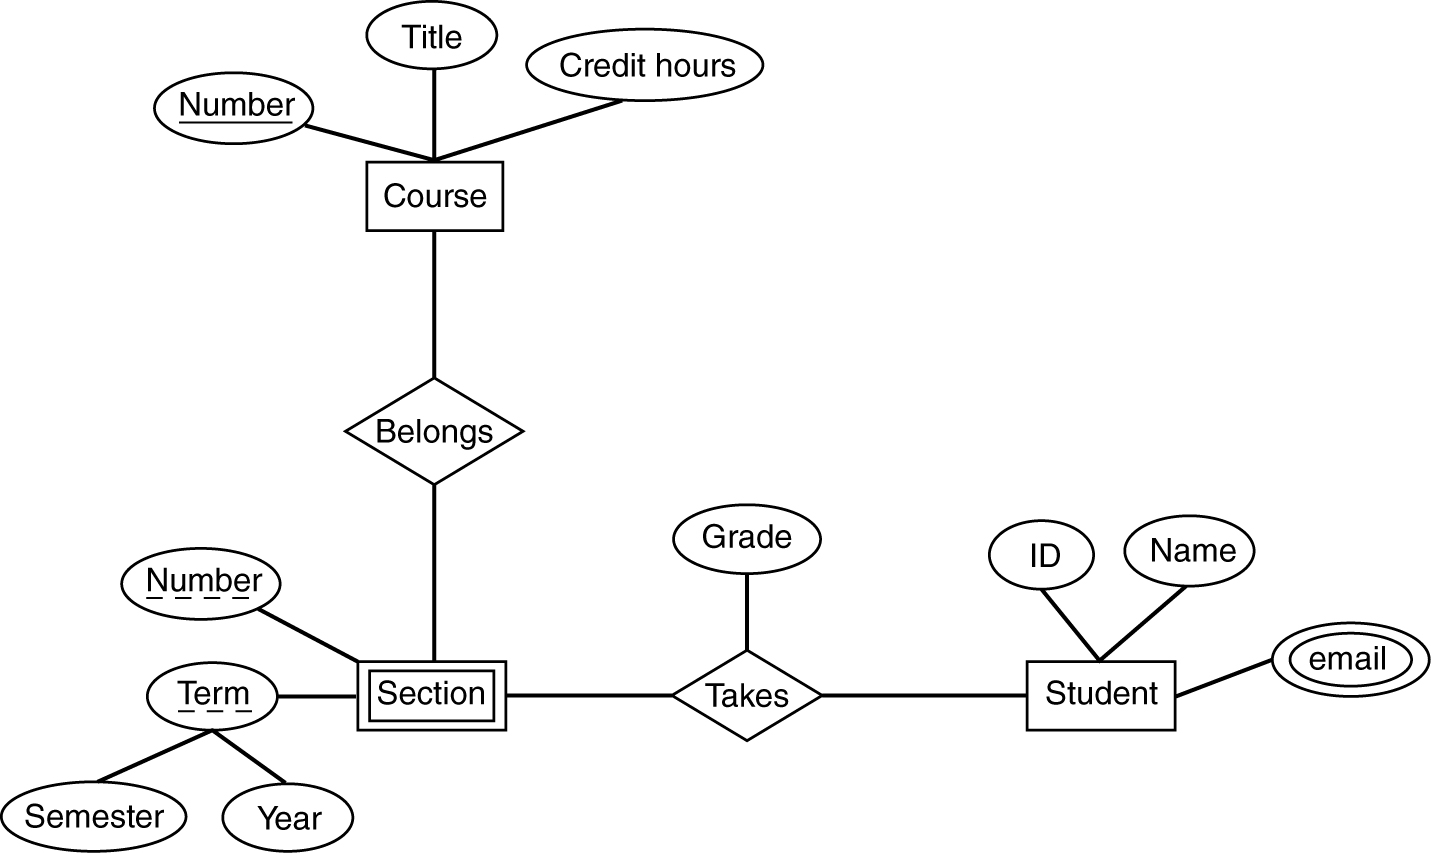 Title
Credit hours
Number
Course
Belongs
Grade
ID
Name
Number
email
Term
Section
Takes
Student
Semester
Year